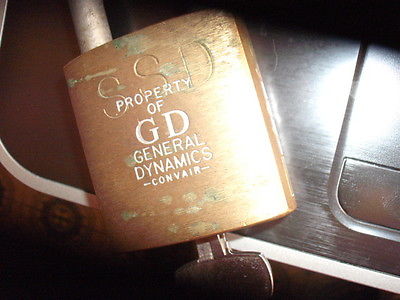 SSD
PROPERTY
OF
GD
GENERAL
DYNAMICS
-CONVAIR-